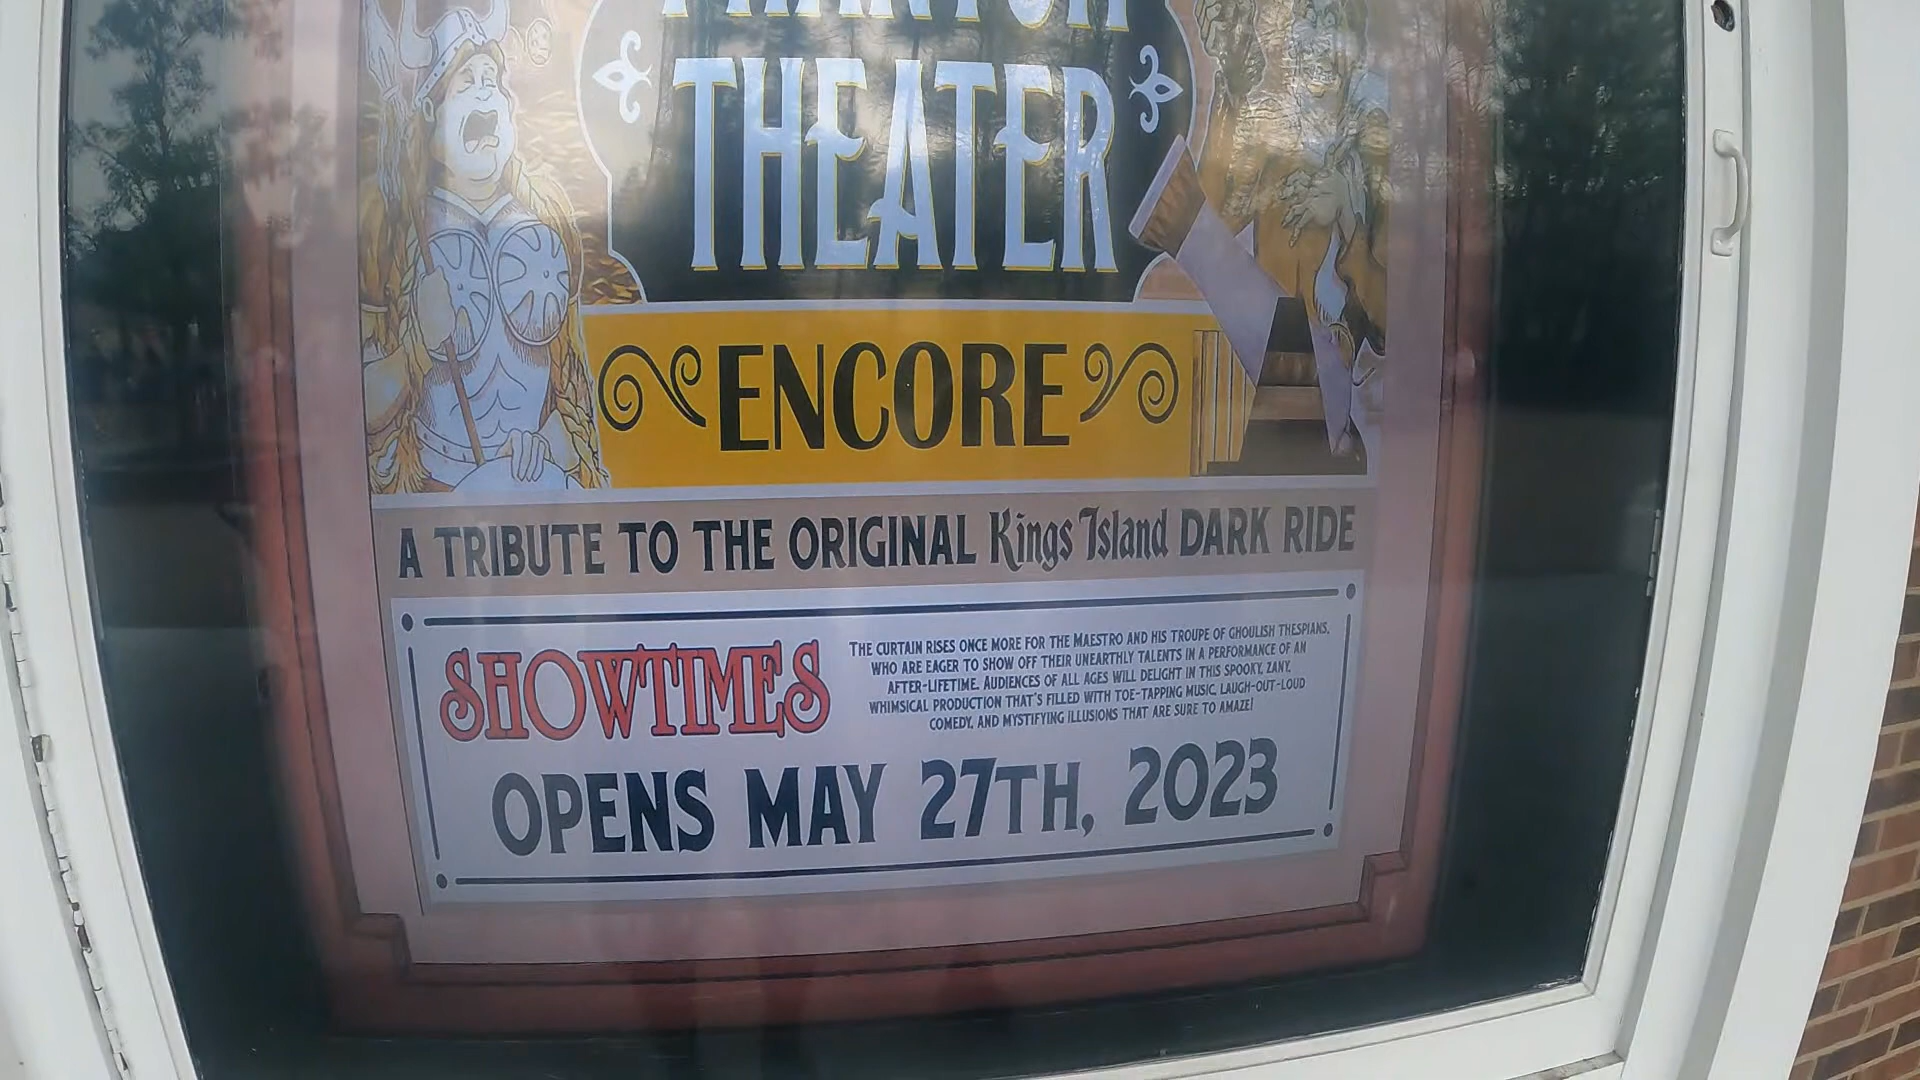 PHANTOM
THEATER
ENCORE
A TRIBUTE TO THE ORIGINAL Kings Island DARK RIDE
SHOWTIMES
THE CURTAIN RISES ONCE MORE FOR THE MAESTRO AND HIS TROUPE OF GHOULISH THESPIANS,
WHO ARE EAGER TO SHOW OFF THEIR UNEARTHLY TALENTS IN A PERFORMANCE OF AN
AFTER-LIFETIME. AUDIENCES OF ALL AGES WILL DELIGHT IN THIS SPOOKY, ZANY,
WHIMSICAL PRODUCTION THAT'S FILLED WITH TOE-TAPPING MUSIC, LAUGH-OUT-LOUD
COMEDY, AND MYSTIFYING ILLUSIONS THAT ARE SURE TO AMAZE!
OPENS MAY 27TH, 2023